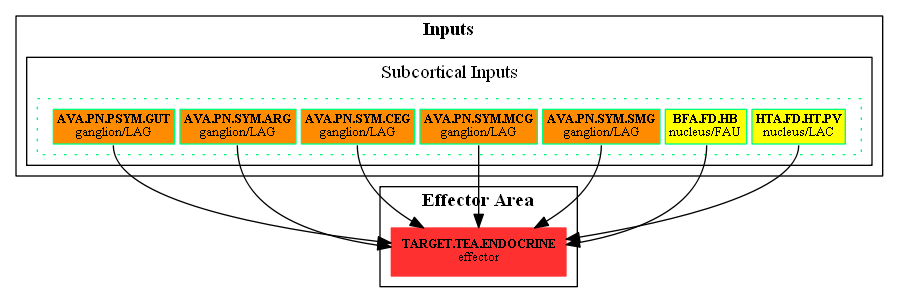 Inputs
Subcortical Inputs
AVA.PN.PSYM.GUT
ganglion/LAG
AVA.PN.SYM.ARG
ganglion/LAG
AVA.PN.SYM.CEG
ganglion/LAG
AVA.PN.SYM.MCG
ganglion/LAG
AVA.PN.SYM.SMG
ganglion/LAG
BFA.FD.HB
nucleus/FAU
HTA.FD.HT.PV
nucleus/LAC
Effector Area
TARGET.TEA.ENDOCRINE
effector